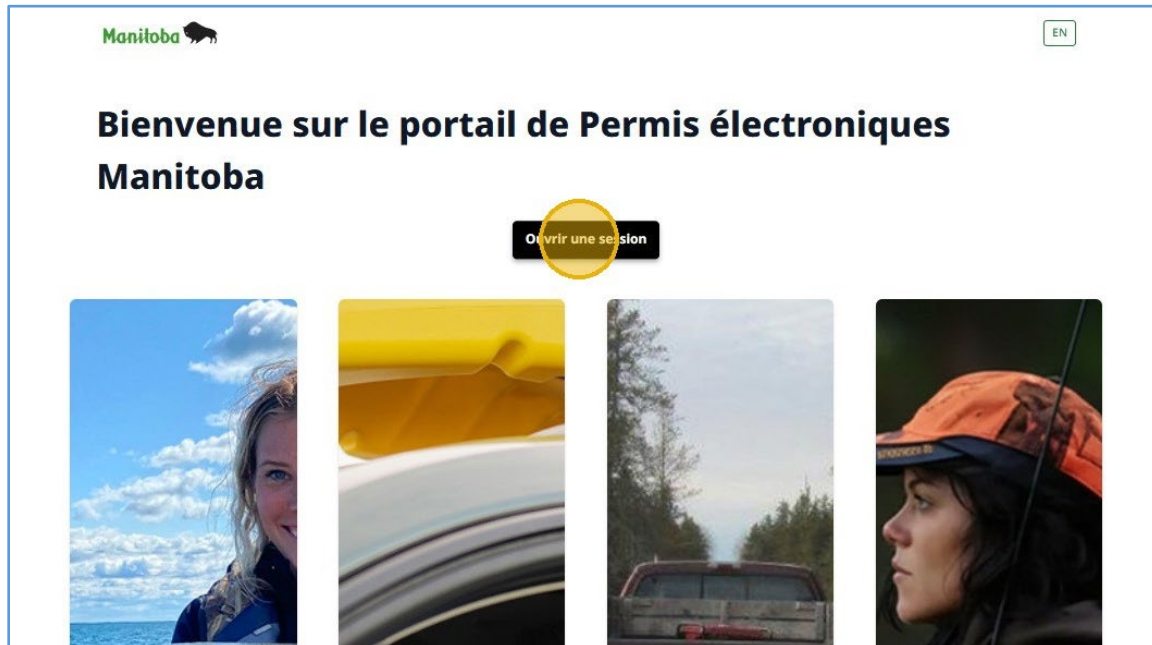 Manitoba
EN
Bienvenue sur le portail de Permis électroniques
Manitoba
Ouvrir une session